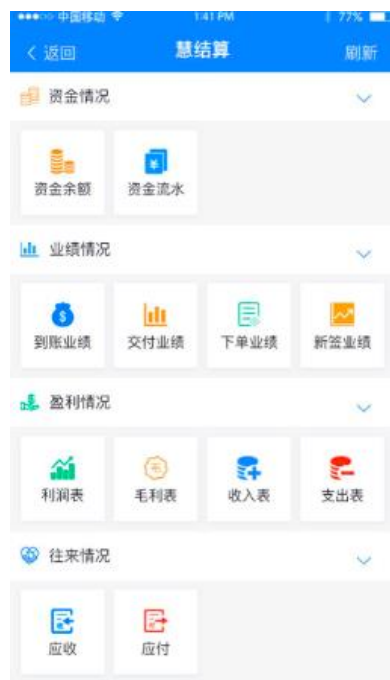 中国移动 1:41 PM 77%
返回 慧结算 刷新
资金情况
资金余额 资金流水
业绩情况
到账业绩 交付业绩 下单业绩 新签业绩
盈利情况
利润表 毛利表 收入表 支出表
往来情况
应收 应付